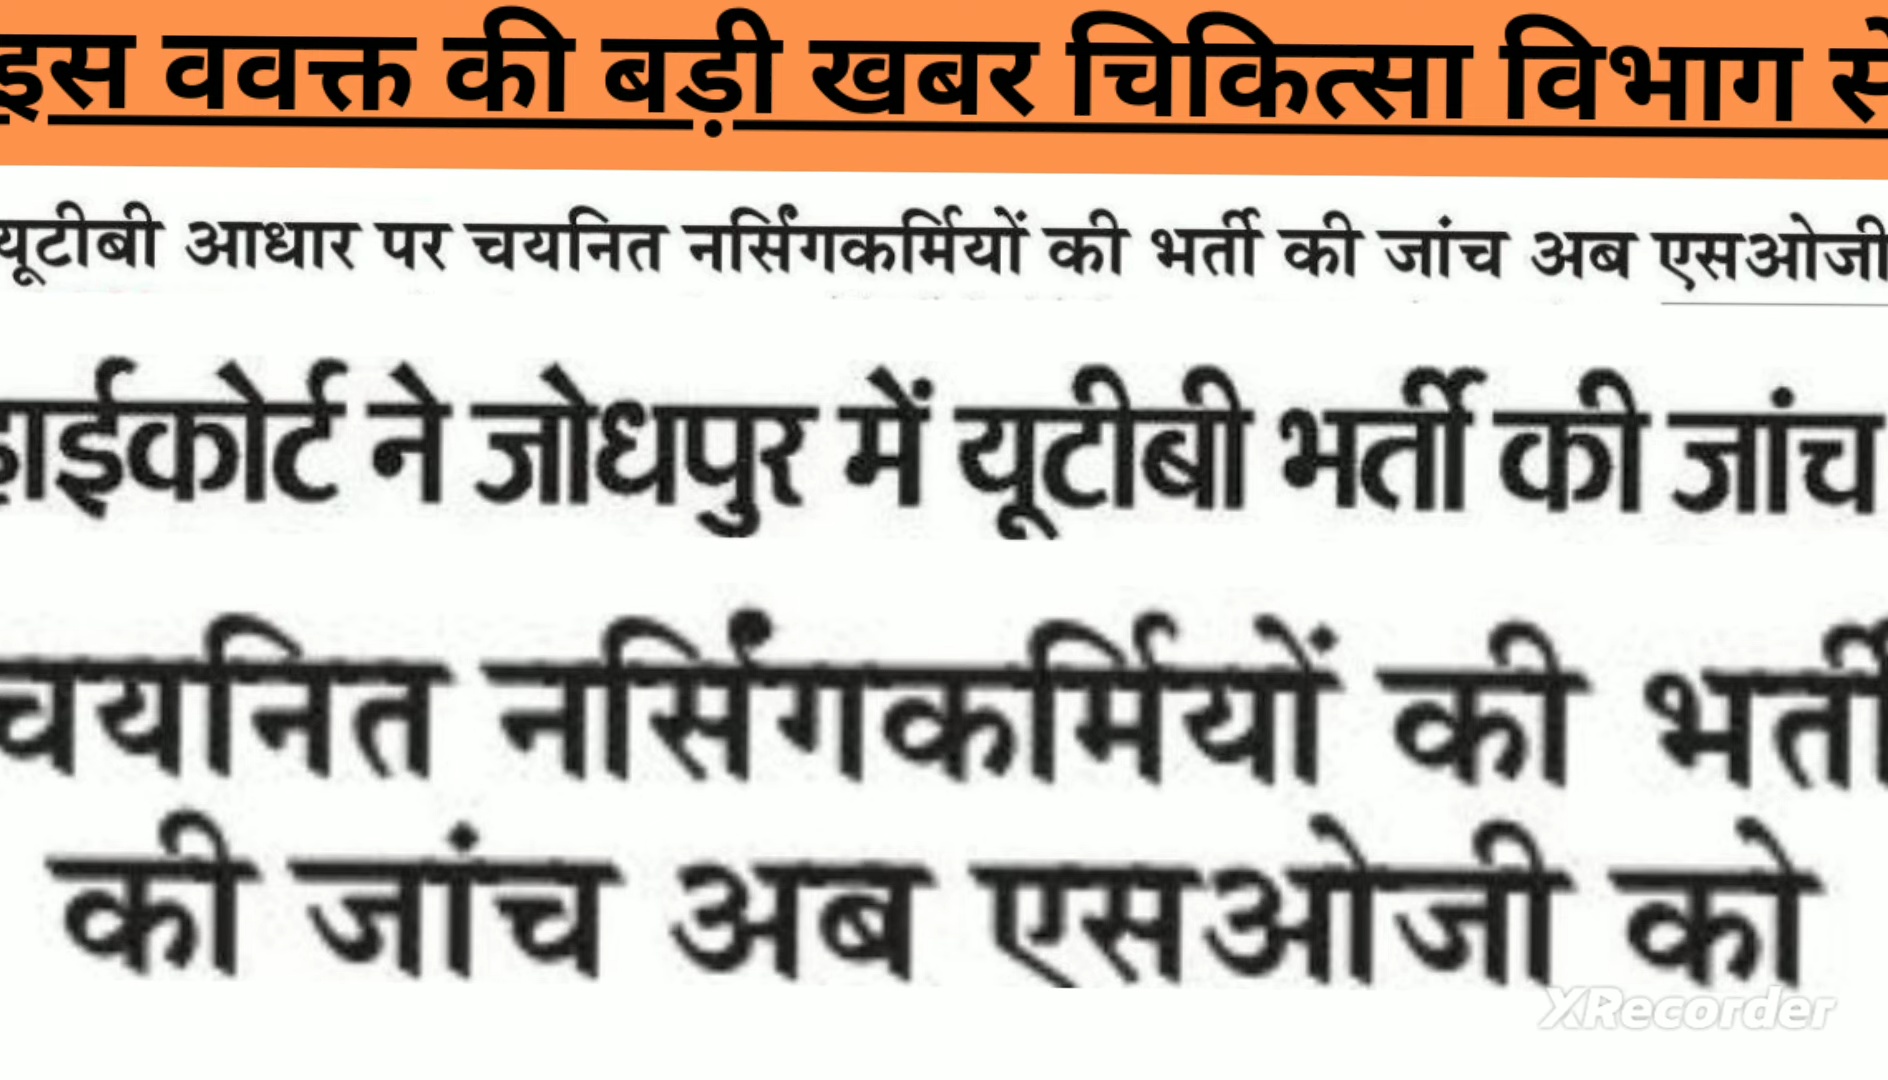 इस ववक्त की बड़ी खबर चिकित्सा विभाग से
यूटीबी आधार पर चयनित नर्सिंगकर्मियों की भर्ती की जांच अब एसओजी
हाईकोर्ट ने जोधपुर में यूटीबी भर्ती की जांच
चयनित नर्सिंगकर्मियों की भर्ती
की जांच अब एसओजी को
XRecorder